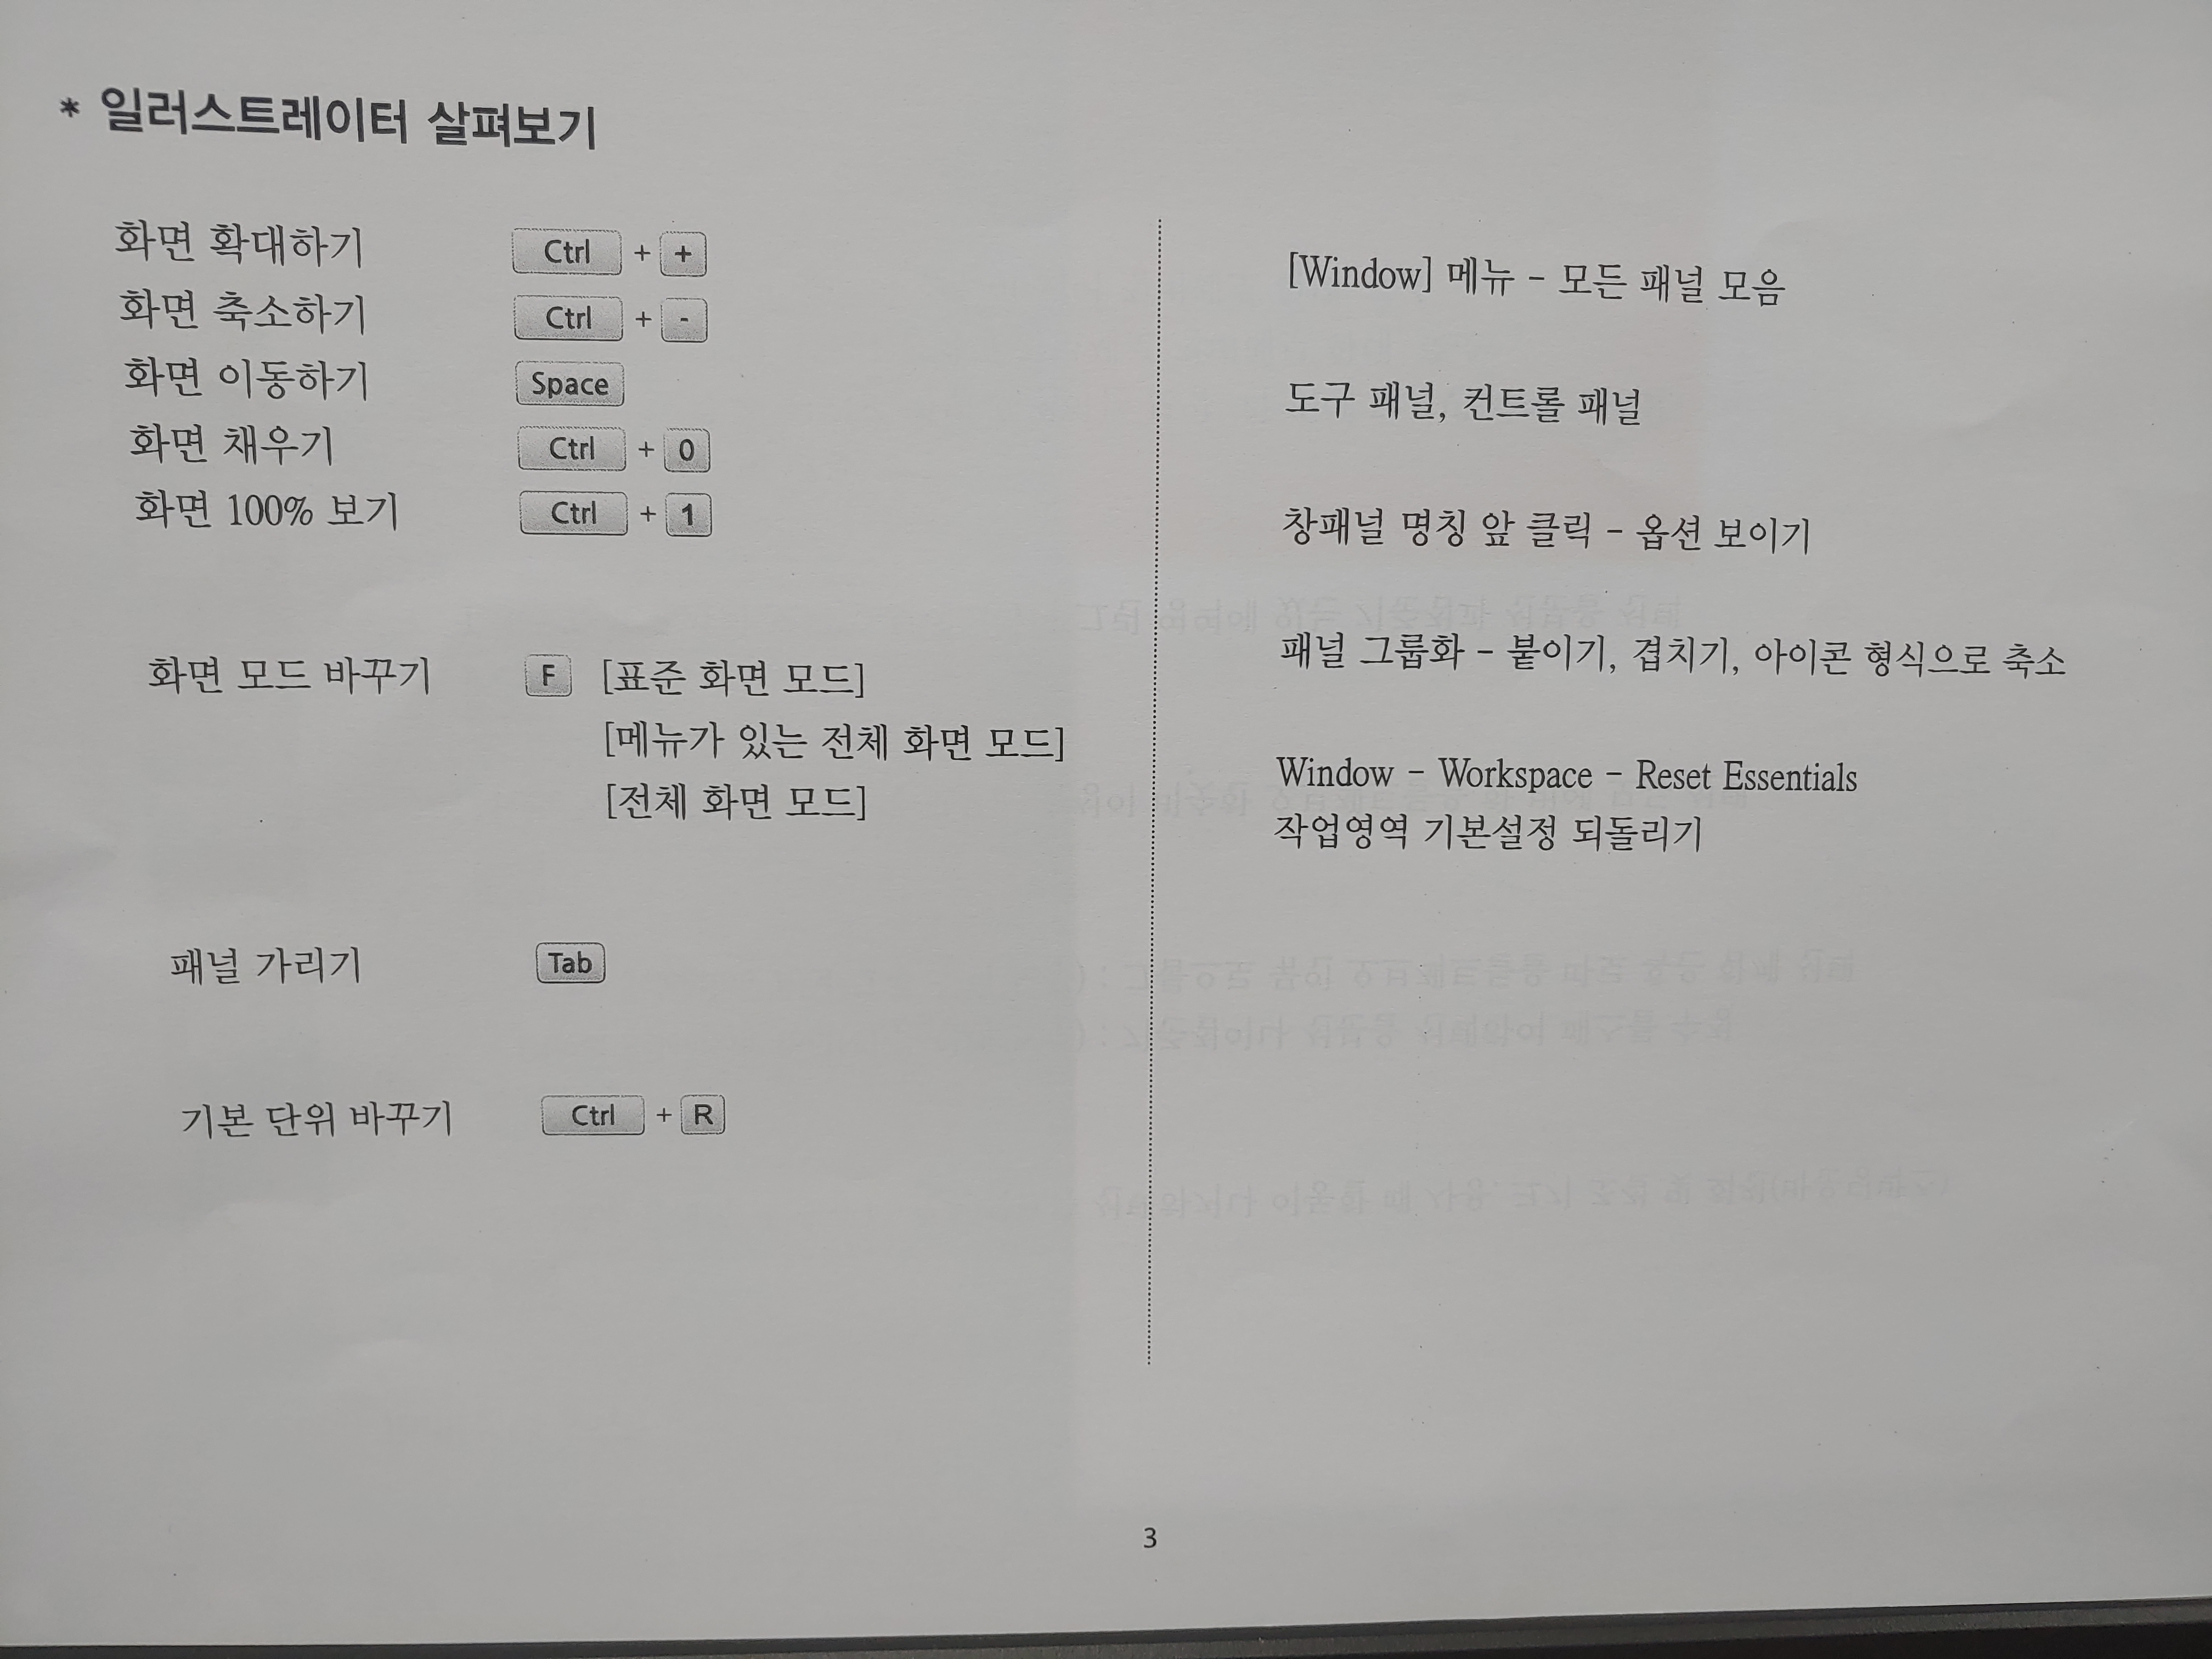 * 일러스트레이터 살펴보기
화면 확대하기 Ctrl + +
화면 축소하기 Ctrl + -
화면 이동하기 Space
화면 채우기 Ctrl + 0
화면 100% 보기 Ctrl + 1
화면 모드 바꾸기 F [표준 화면 모드]
[메뉴가 있는 전체 화면 모드]
[전체 화면 모드]
패널 가리기 Tab
기본 단위 바꾸기 Ctrl + R
[Window] 메뉴 - 모든 패널 모음
도구 패널, 컨트롤 패널
창패널 명칭 앞 클릭 - 옵션 보이기
패널 그룹화 - 붙이기, 겹치기, 아이콘 형식으로 축소
Window - Workspace - Reset Essentials
작업영역 기본설정 되돌리기
3